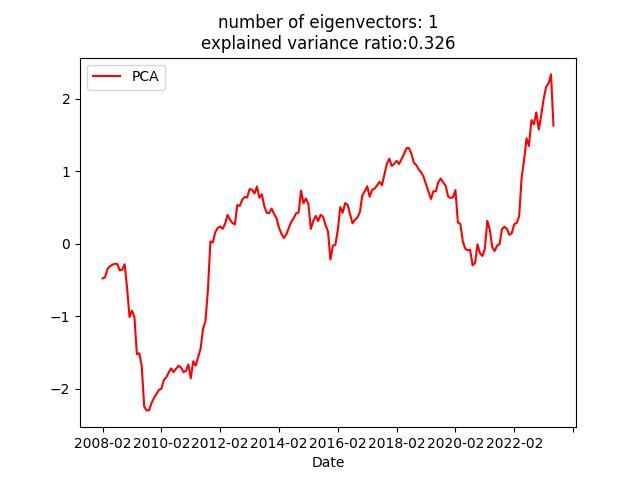 number of eigenvectors: 1
explained variance ratio:0.326
PCA
2
1
0
−1
−2
2008-02 2010-02 2012-02 2014-02 2016-02 2018-02 2020-02 2022-02
Date